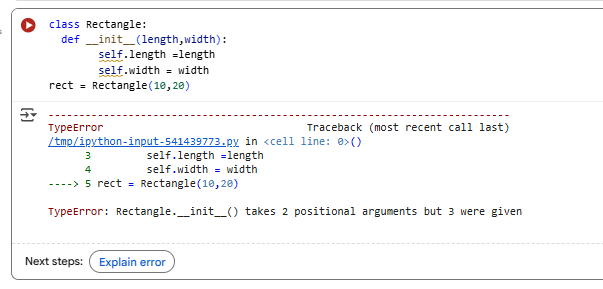 class Rectangle:
def __init__(length,width):
self.length =length
self.width = width
rect = Rectangle(10,20)
---------------------------------------------------------------------------
TypeError Traceback (most recent call last)
/tmp/ipython-input-541439773.py in <cell line: 0>()
3 self.length =length
4 self.width = width
----> 5 rect = Rectangle(10,20)
TypeError: Rectangle.__init__() takes 2 positional arguments but 3 were given
Next steps: Explain error